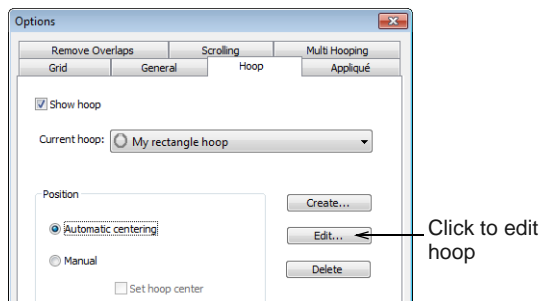 Options
Remove Overlaps Scrolling Multi Hooping
Grid General Hoop Appliqué
Show hoop
Current hoop: My rectangle hoop
Position
Create...
Automatic centering
Edit...
Click to edit
hoop
Manual
Delete
Set hoop center